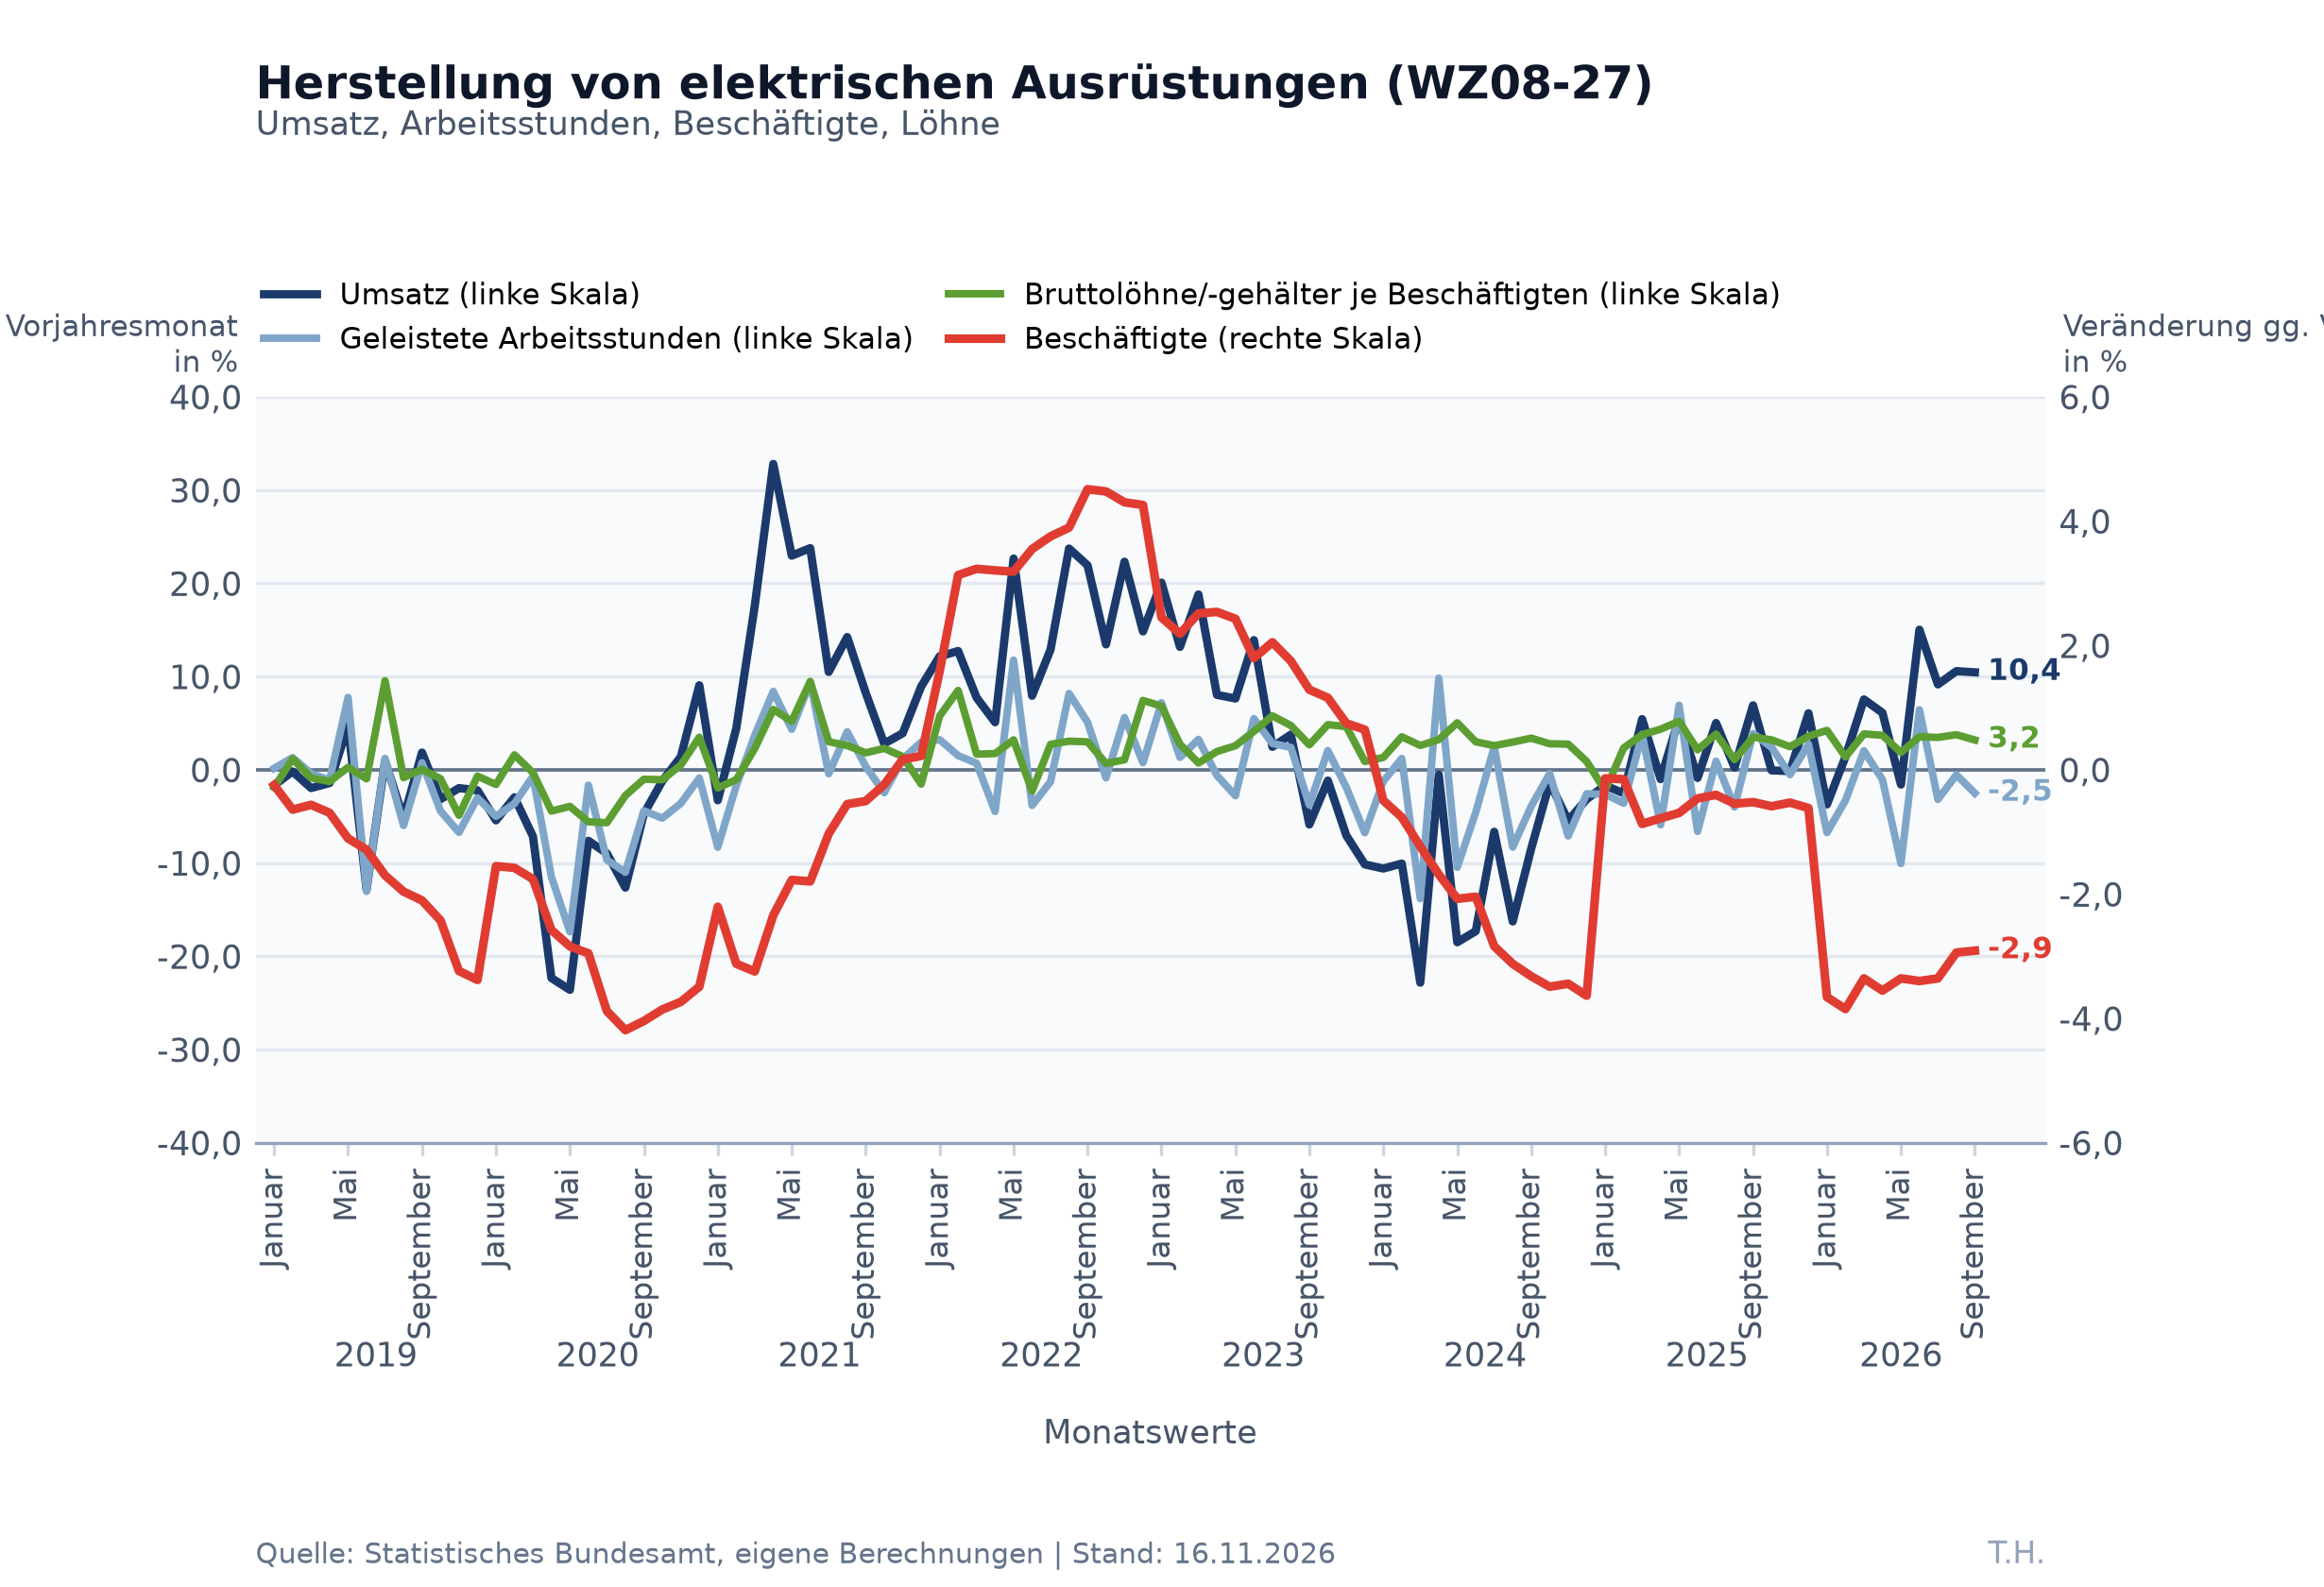 Herstellung von elektrischen Ausrüstungen (WZ08-27)
Umsatz, Arbeitsstunden, Beschäftigte, Löhne
Umsatz (linke Skala)
Geleistete Arbeitsstunden (linke Skala)
Bruttolöhne/-gehälter je Beschäftigten (linke Skala)
Beschäftigte (rechte Skala)
Vorjahresmonat
in %
Veränderung gg. V
in %
40,0
30,0
20,0
10,0
0,0
-10,0
-20,0
-30,0
-40,0
6,0
4,0
2,0
0,0
-2,0
-4,0
-6,0
10,4
3,2
-2,5
-2,9
Januar
Mai
September
Januar
Mai
September
Januar
Mai
September
Januar
Mai
September
Januar
Mai
September
Januar
Mai
September
Januar
Mai
September
Januar
Mai
September
2019
2020
2021
2022
2023
2024
2025
2026
Monatswerte
Quelle: Statistisches Bundesamt, eigene Berechnungen | Stand: 16.11.2026
T.H.